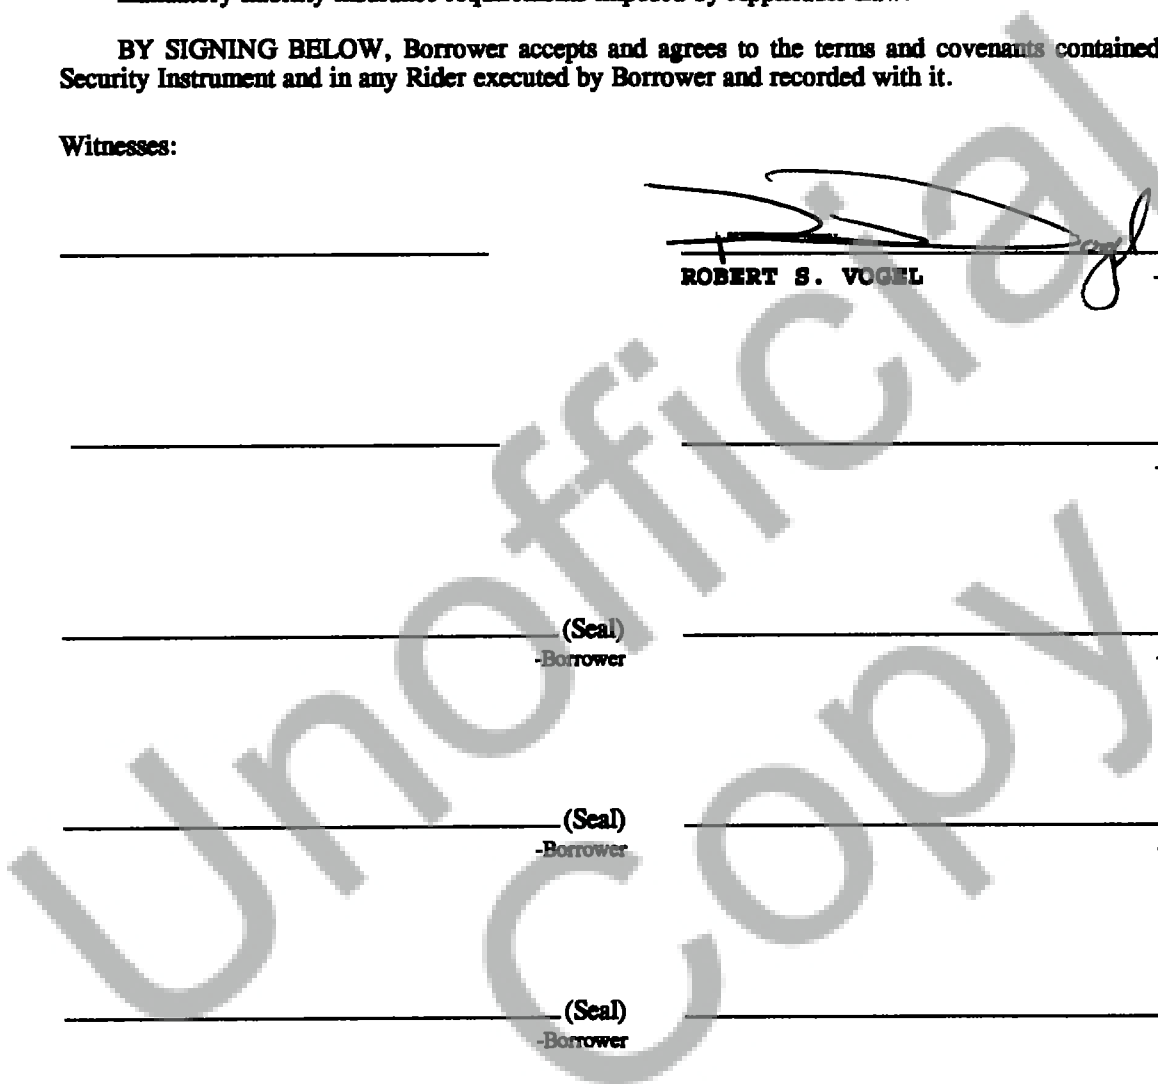 BY SIGNING BELOW, Borrower accepts and agrees to the terms and covenants contained
Security Instrument and in any Rider executed by Borrower and recorded with it.
Witnesses:
ROBERT S. VOGEL
(Seal)
-Borrower
(Seal)
-Borrower
(Seal)
-Borrower
Unofficial
Copy